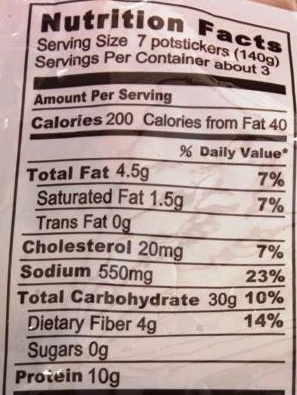 Nutrition Facts
Serving Size 7 potstickers (140g)
Servings Per Container about 3
Amount Per Serving
Calories 200 Calories from Fat 40
% Daily Value*
Total Fat 4.5g 7%
Saturated Fat 1.5g 7%
Trans Fat 0g
Cholesterol 20mg 7%
Sodium 550mg 23%
Total Carbohydrate 30g 10%
Dietary Fiber 4g 14%
Sugars 0g
Protein 10g